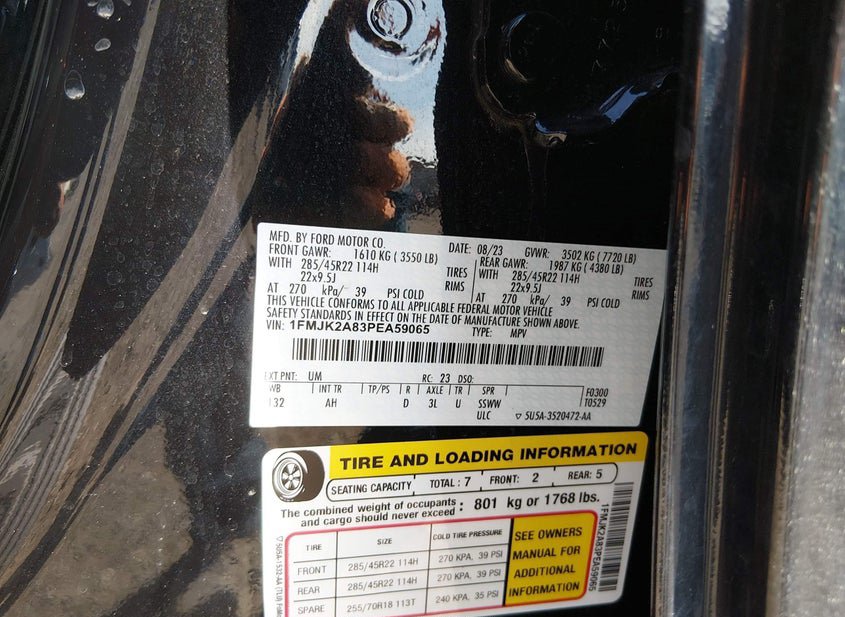 MFD. BY FORD MOTOR CO.
DATE: 08/23 GVWR: 3502 KG ( 7720 LB)
FRONT GAWR: 1610 KG ( 3550 LB) REAR GAWR: 1987 KG ( 4380 LB)
WITH 285/45R22 114H TIRES WITH 285/45R22 114H TIRES
22x9.5J RIMS 22x9.5J RIMS
AT 270 kPa/ 39 PSI COLD AT 270 kPa/ 39 PSI COLD
THIS VEHICLE CONFORMS TO ALL APPLICABLE FEDERAL MOTOR VEHICLE
SAFETY STANDARDS IN EFFECT ON THE DATE OF MANUFACTURE SHOWN ABOVE.
VIN: 1FMJK2A83PEA59065 TYPE: MPV
EXT PNT: UM RC: 23 DSO:
WB INT TR TP/PS R AXLE TR SPR F0300
132 AH D 3L U SSWW T0529
ULC 5U5A-3520472-AA
TIRE AND LOADING INFORMATION
SEATING CAPACITY TOTAL : 7 FRONT: 2 REAR: 5
The combined weight of occupants and cargo should never exceed : 801 kg or 1768 lbs.
TIRE SIZE COLD TIRE PRESSURE
FRONT 285/45R22 114H 270 KPA, 39 PSI
REAR 285/45R22 114H 270 KPA, 39 PSI
SPARE 255/70R18 113T 240 KPA, 35 PSI
SEE OWNERS
MANUAL FOR
ADDITIONAL
INFORMATION
1FMJK2A83PEA59065